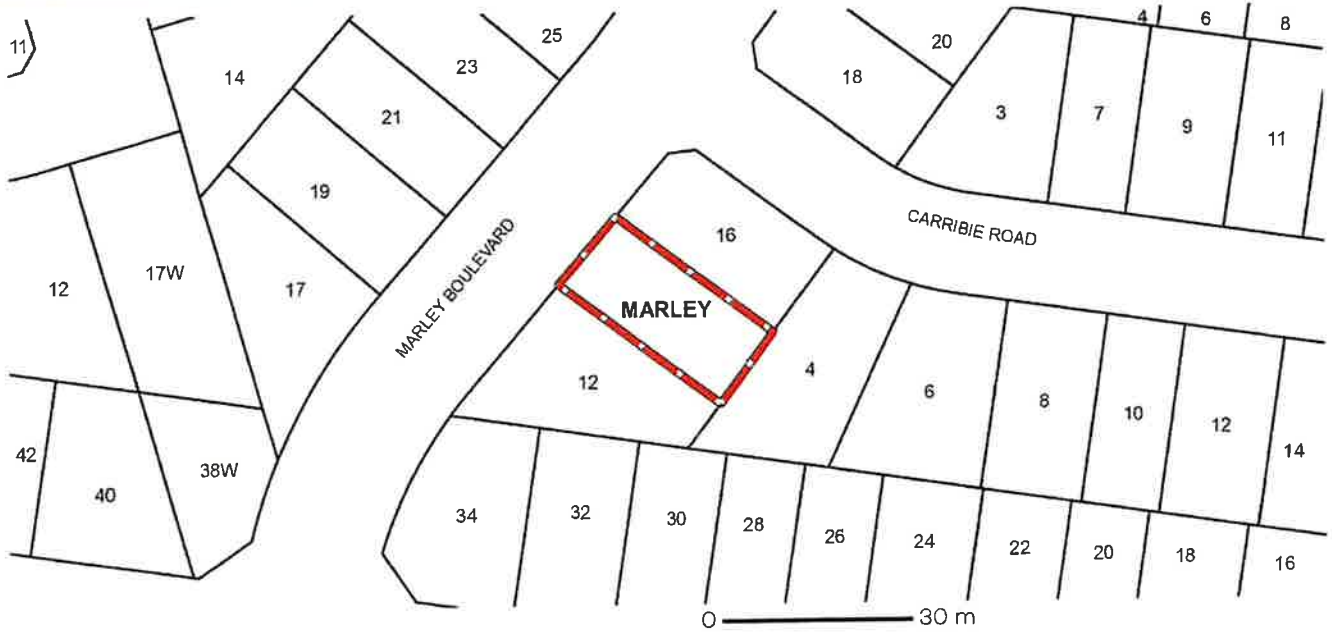 4 6 8
11 25 20
14 23 18
21 3 7 9 11
19 16
MARLEY BOULEVARD
CARRIBIE ROAD
12 17W 17
MARLEY
12 4 6 8 10 12 14
42 40 38W
34 32 30 28 26 24 22 20 18 16
0 30 m